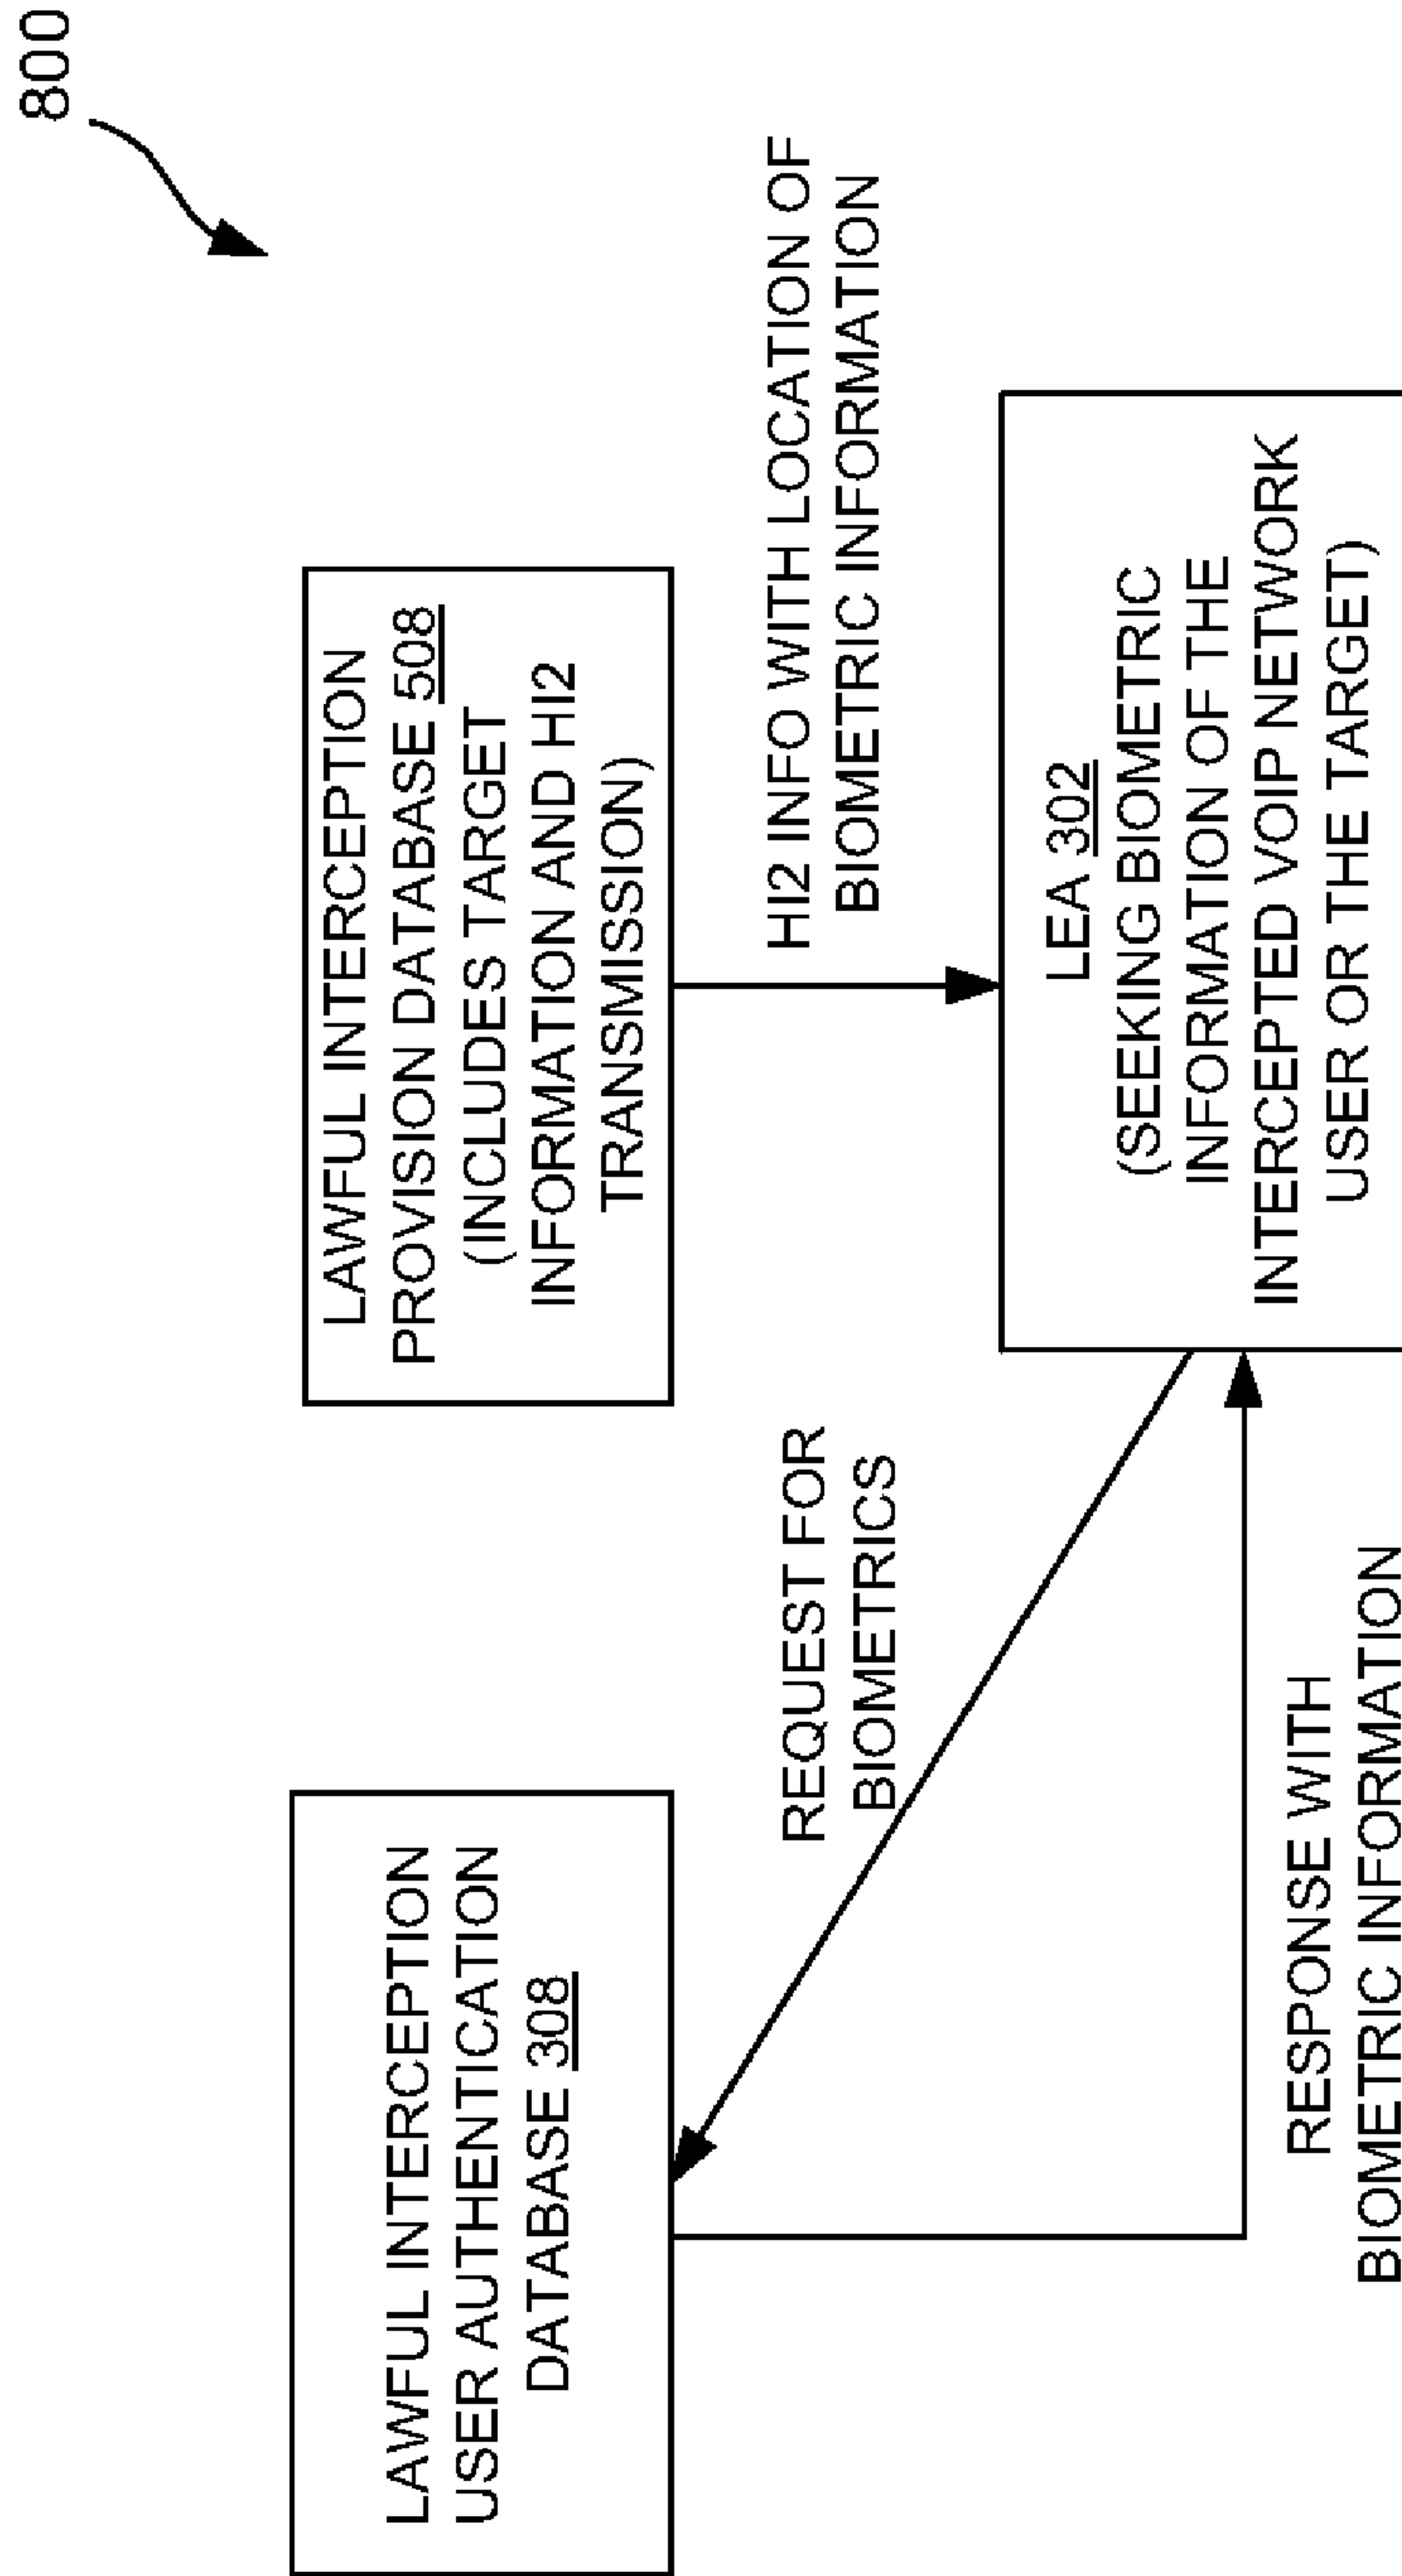 800
LAWFUL INTERCEPTION
USER AUTHENTICATION
DATABASE 308
LAWFUL INTERCEPTION
PROVISION DATABASE 508
(INCLUDES TARGET
INFORMATION AND HI2
TRANSMISSION)
REQUEST FOR
BIOMETRICS
HI2 INFO WITH LOCATION OF
BIOMETRIC INFORMATION
LEA 302
(SEEKING BIOMETRIC
INFORMATION OF THE
INTERCEPTED VOIP NETWORK
USER OR THE TARGET)
RESPONSE WITH
BIOMETRIC INFORMATION